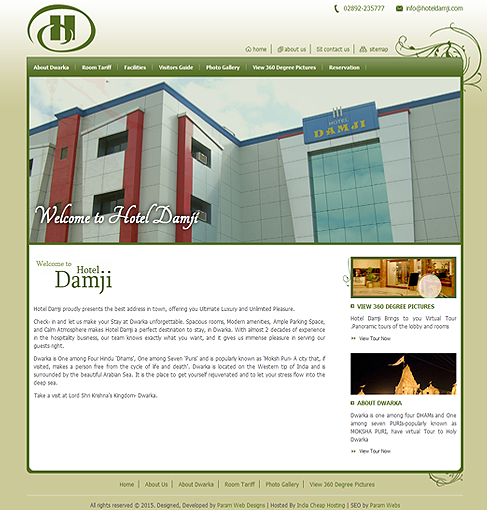 02892-235777 info@hoteldamji.com
home about us contact us sitemap
About Dwarka | Room Tariff | Facilities | Visitors Guide | Photo Gallery | View 360 Degree Pictures | Reservation |
HOTEL
DAMJI
Welcome to Hotel Damji
Welcome to
Hotel
Damji
Hotel Damji proudly presents the best address in town, offering you Ultimate Luxury and Unlimited Pleasure.
Check- in and let us make your Stay at Dwarka unforgettable. Spacious rooms, Modern amenities, Ample Parking Space,
and Calm Atmosphere makes Hotel Damji a perfect destination to stay, in Dwarka. With almost 2 decades of experience
in the hospitality business, our team knows exactly what you want, and it gives us immense pleasure in serving our
guests right.
Dwarka is One among Four Hindu 'Dhams', One among Seven 'Puris' and is popularly known as 'Moksh Puri- A city that, if
visited, makes a person free from the cycle of life and death'. Dwarka is located on the Western tip of India and is
surrounded by the beautiful Arabian Sea. It is the place to get yourself rejuvenated and to let your stress flow into the
deep sea.
Take a visit at Lord Shri Krishna's Kingdom- Dwarka.
VIEW 360 DEGREE PICTURES
Hotel Damji Brings to you Virtual Tour
.Panoramic tours of the lobby and rooms
View Tour Now
ABOUT DWARKA
Dwarka is one among four DHAMs and One
among seven PURIs-popularly known as
MOKSHA PURI, have virtual Tour to Holy
Dwarka
View Tour Now
Home | About Us | About Dwarka | Room Tariff | Photo Gallery | View 360 Degree Pictures
All rights reserved © 2015. Designed, Developed by Param Web Designs | Hosted By India Cheap Hosting | SEO by Param Webs